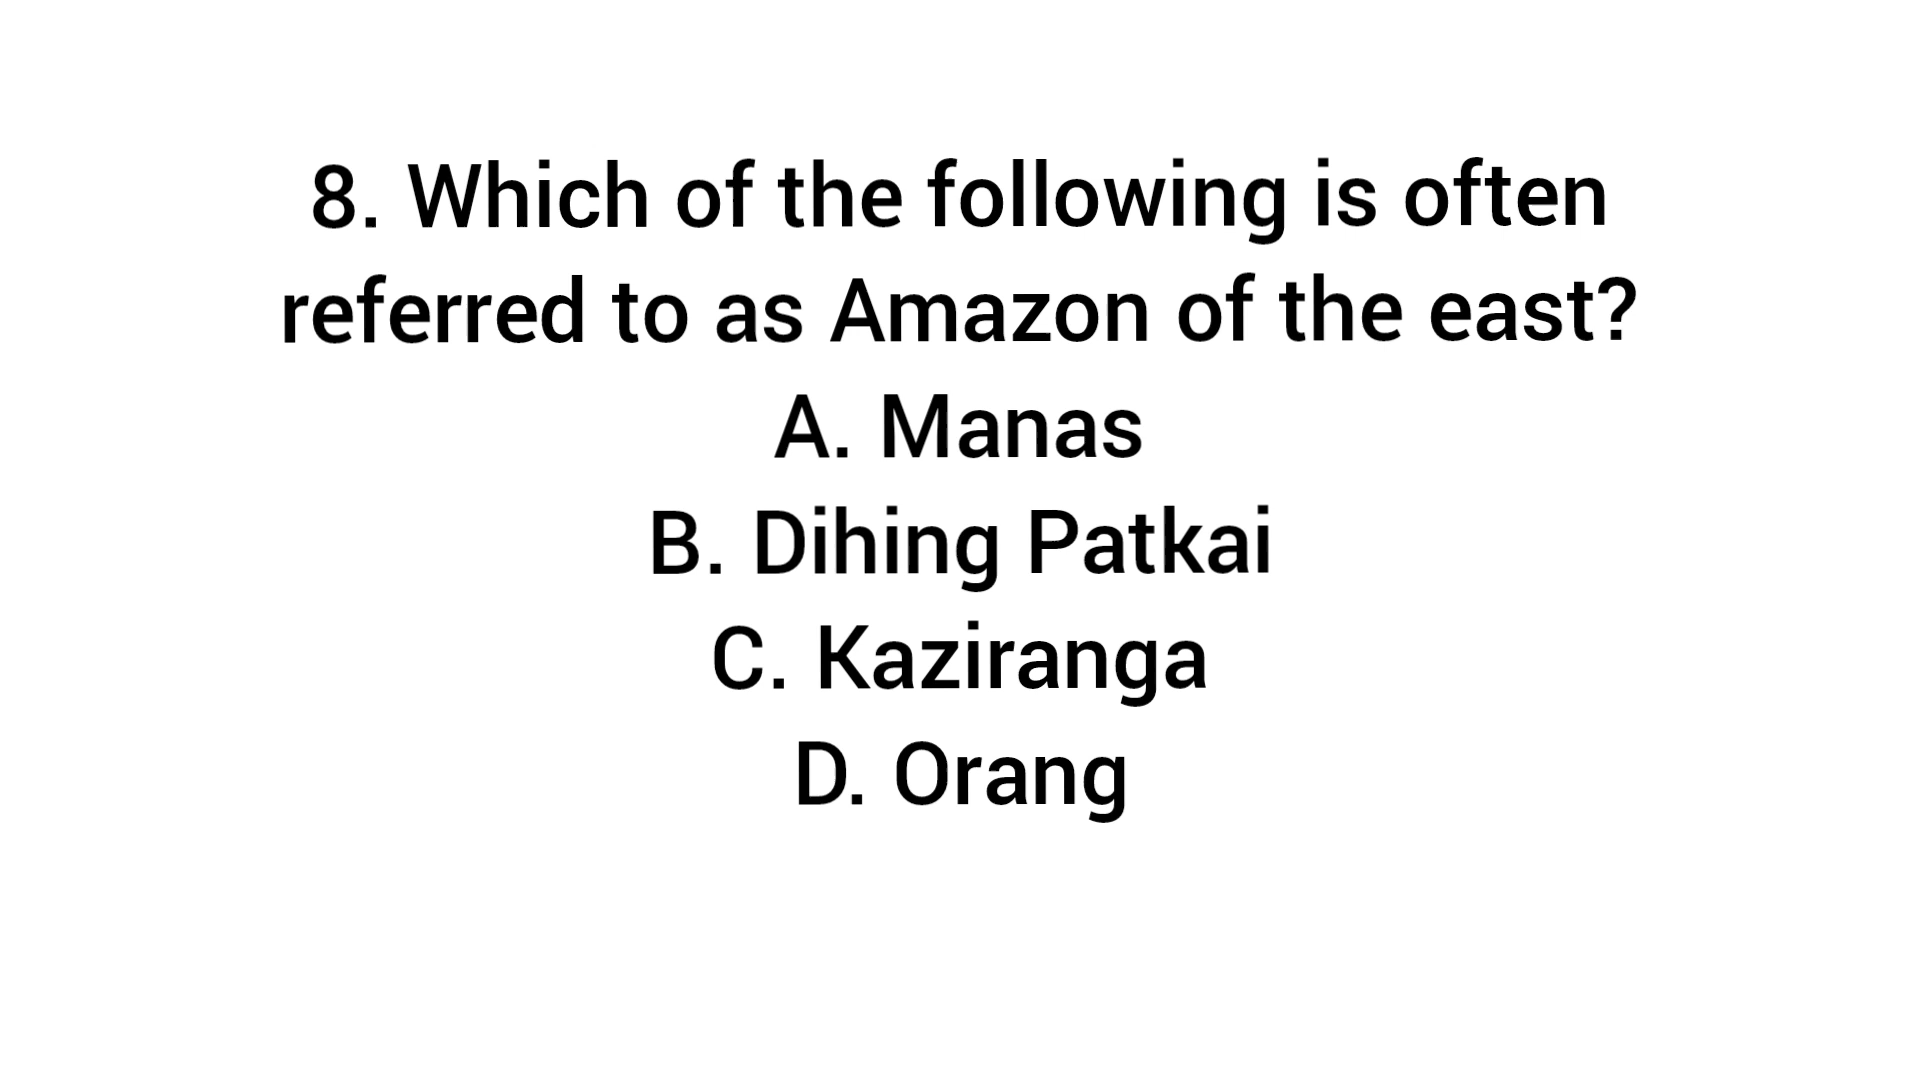 8. Which of the following is often
referred to as Amazon of the east?
A. Manas
B. Dihing Patkai
C. Kaziranga
D. Orang